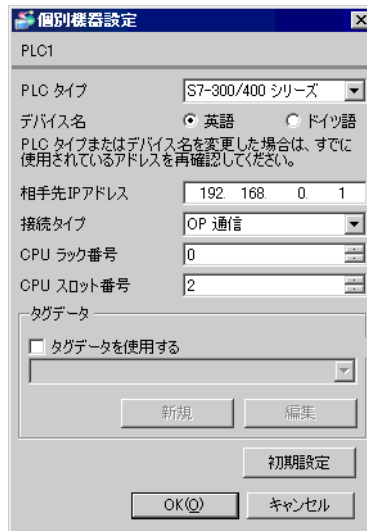 個別機器設定
PLC1
PLC タイプ
S7-300/400 シリーズ
デバイス名
英語
ドイツ語
PLC タイプまたはデバイス名を変更した場合は、すでに
使用されているアドレスを再確認してください。
相手先IPアドレス
192. 168. 0. 1
接続タイプ
OP 通信
CPU ラック番号
0
CPU スロット番号
2
タグデータ
タグデータを使用する
新規
編集
初期設定
OK(O)
キャンセル